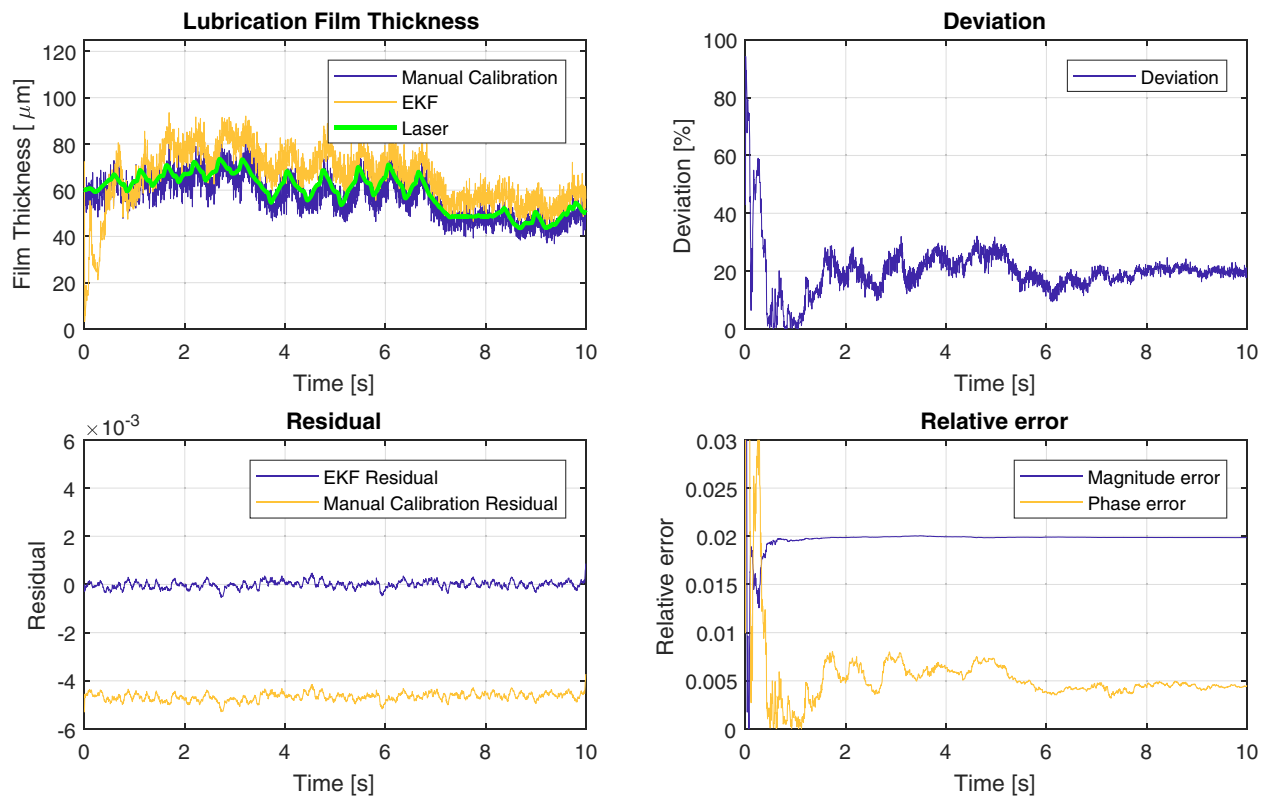 Lubrication Film Thickness
120
100
80
60
40
20
0
Film Thickness [ μm]
Manual Calibration
EKF
Laser
0 2 4 6 8 10
Time [s]
Deviation
100
80
60
40
20
0
Deviation [%]
Deviation
0 2 4 6 8 10
Time [s]
Residual
×10-3
6
4
2
0
-2
-4
-6
Residual
EKF Residual
Manual Calibration Residual
0 2 4 6 8 10
Time [s]
Relative error
0.03
0.025
0.02
0.015
0.01
0.005
0
Relative error
Magnitude error
Phase error
0 2 4 6 8 10
Time [s]